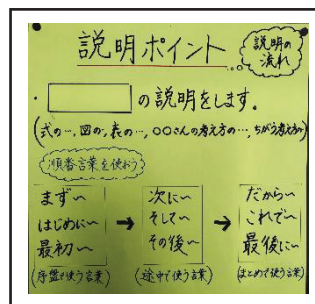 説明ポイント
説明の流れ
・□の説明をします。
(式の…、図の…、表の…、〇〇さんの考え方の…、ちがう考え方)
順番言葉を使おう
まず〜
はじめに〜
最初〜
(序盤で使う言葉)
→
次に〜
そして〜
その後〜
(途中で使う言葉)
→
だから〜
これで〜
最後に〜
(まとめで使う言葉)